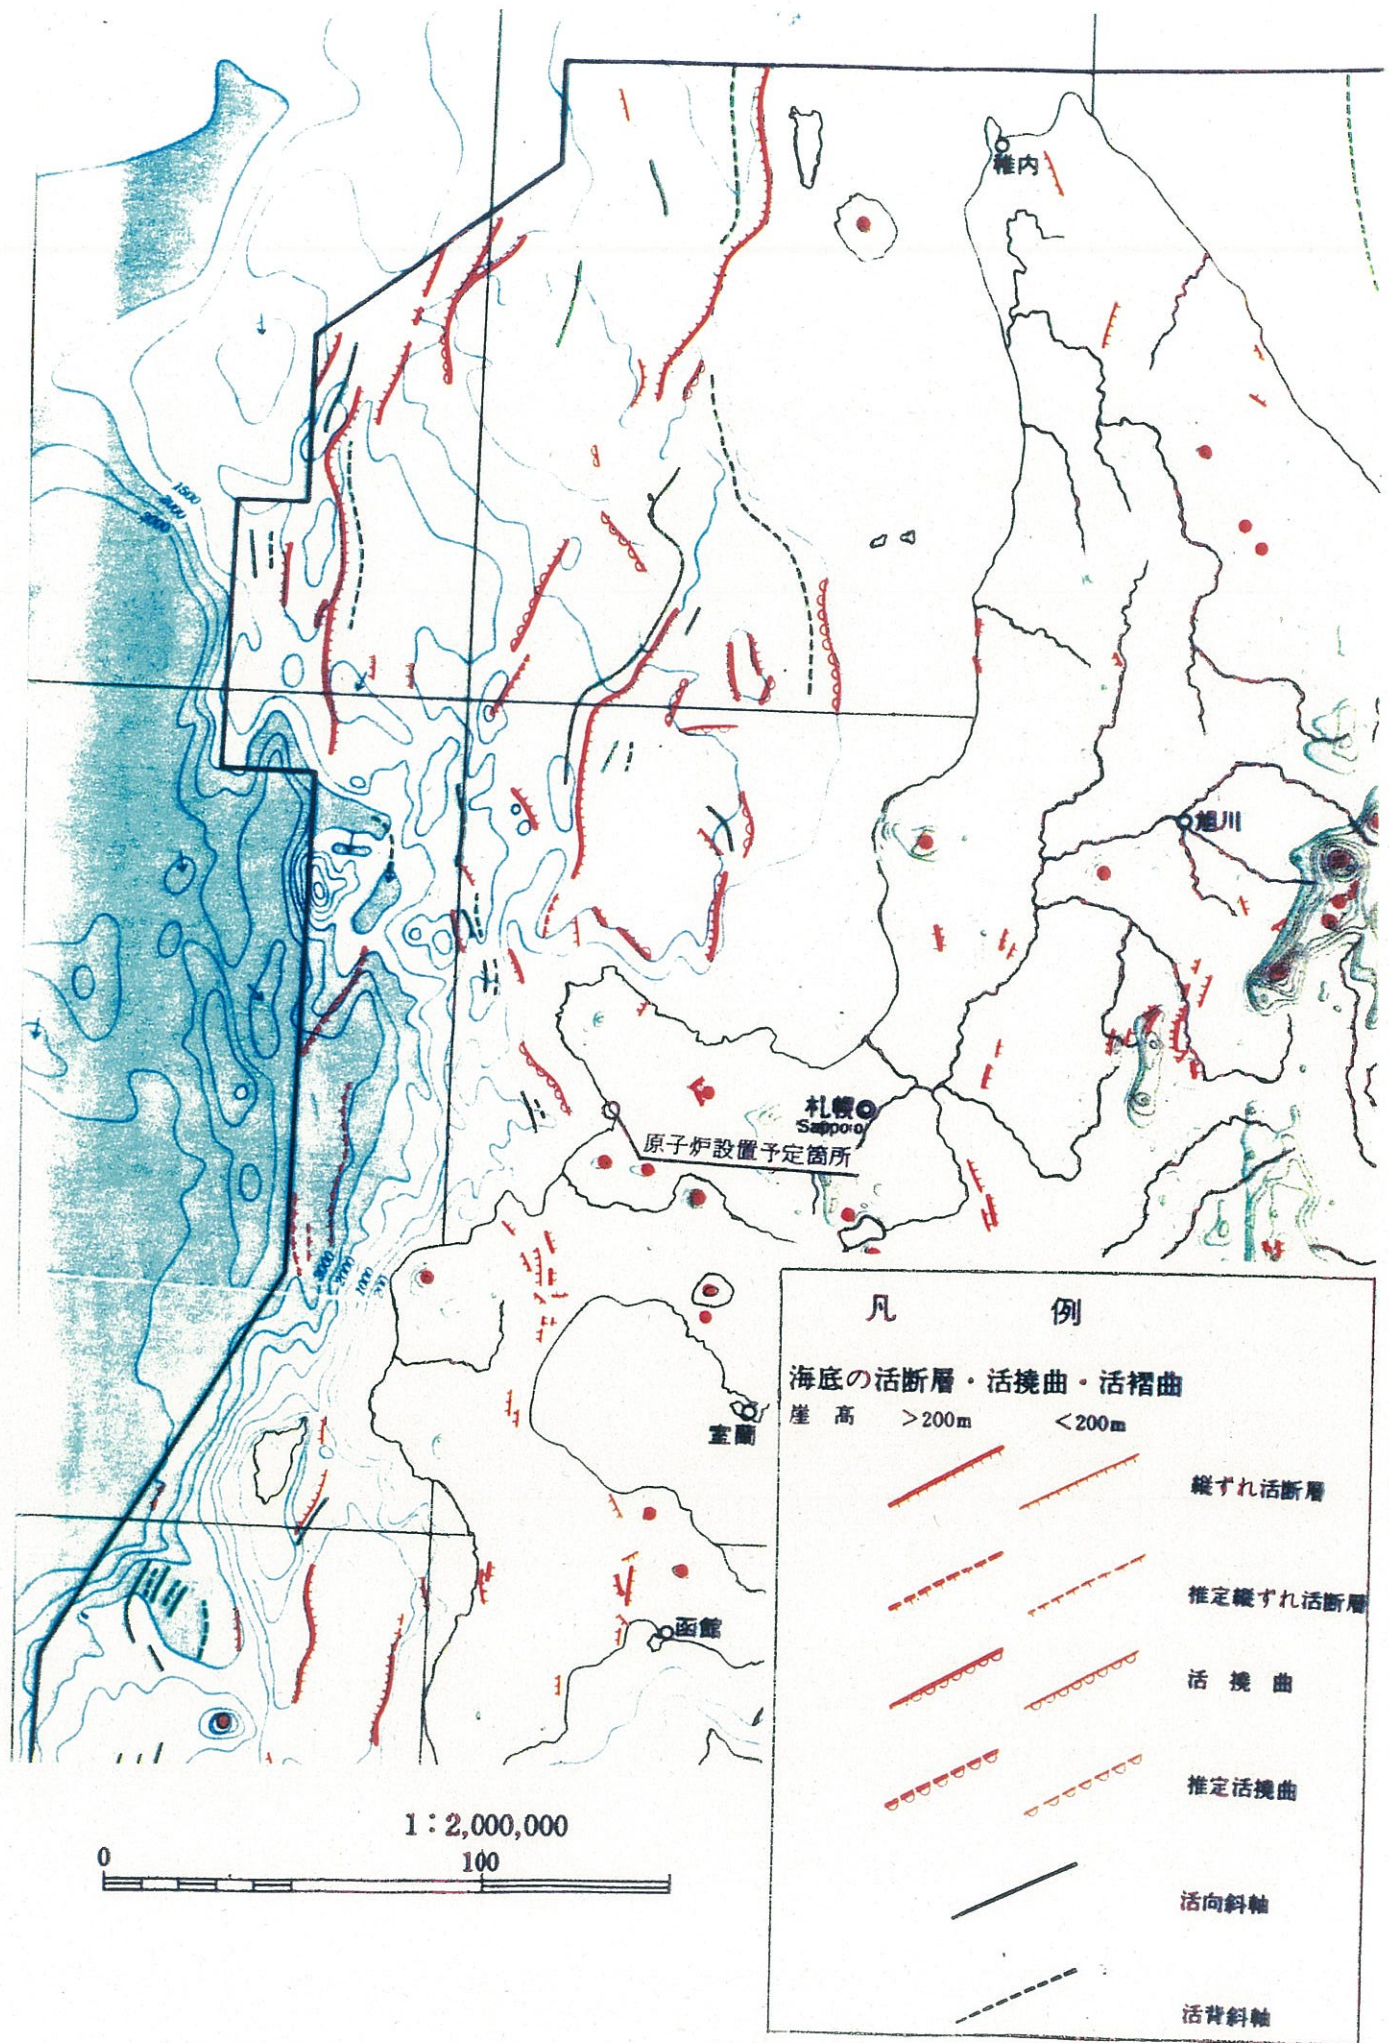 稚内
1500
2000
3000
旭川
札幌
Sapporo
原子炉設置予定箇所
3000
2000
1000
室蘭
函館
凡 例
海底の活断層・活撓曲・活褶曲
崖 高 >200m <200m
縦ずれ活断層
推定縦ずれ活断層
活 撓 曲
推定活撓曲
活向斜軸
活背斜軸
1:2,000,000
0 100